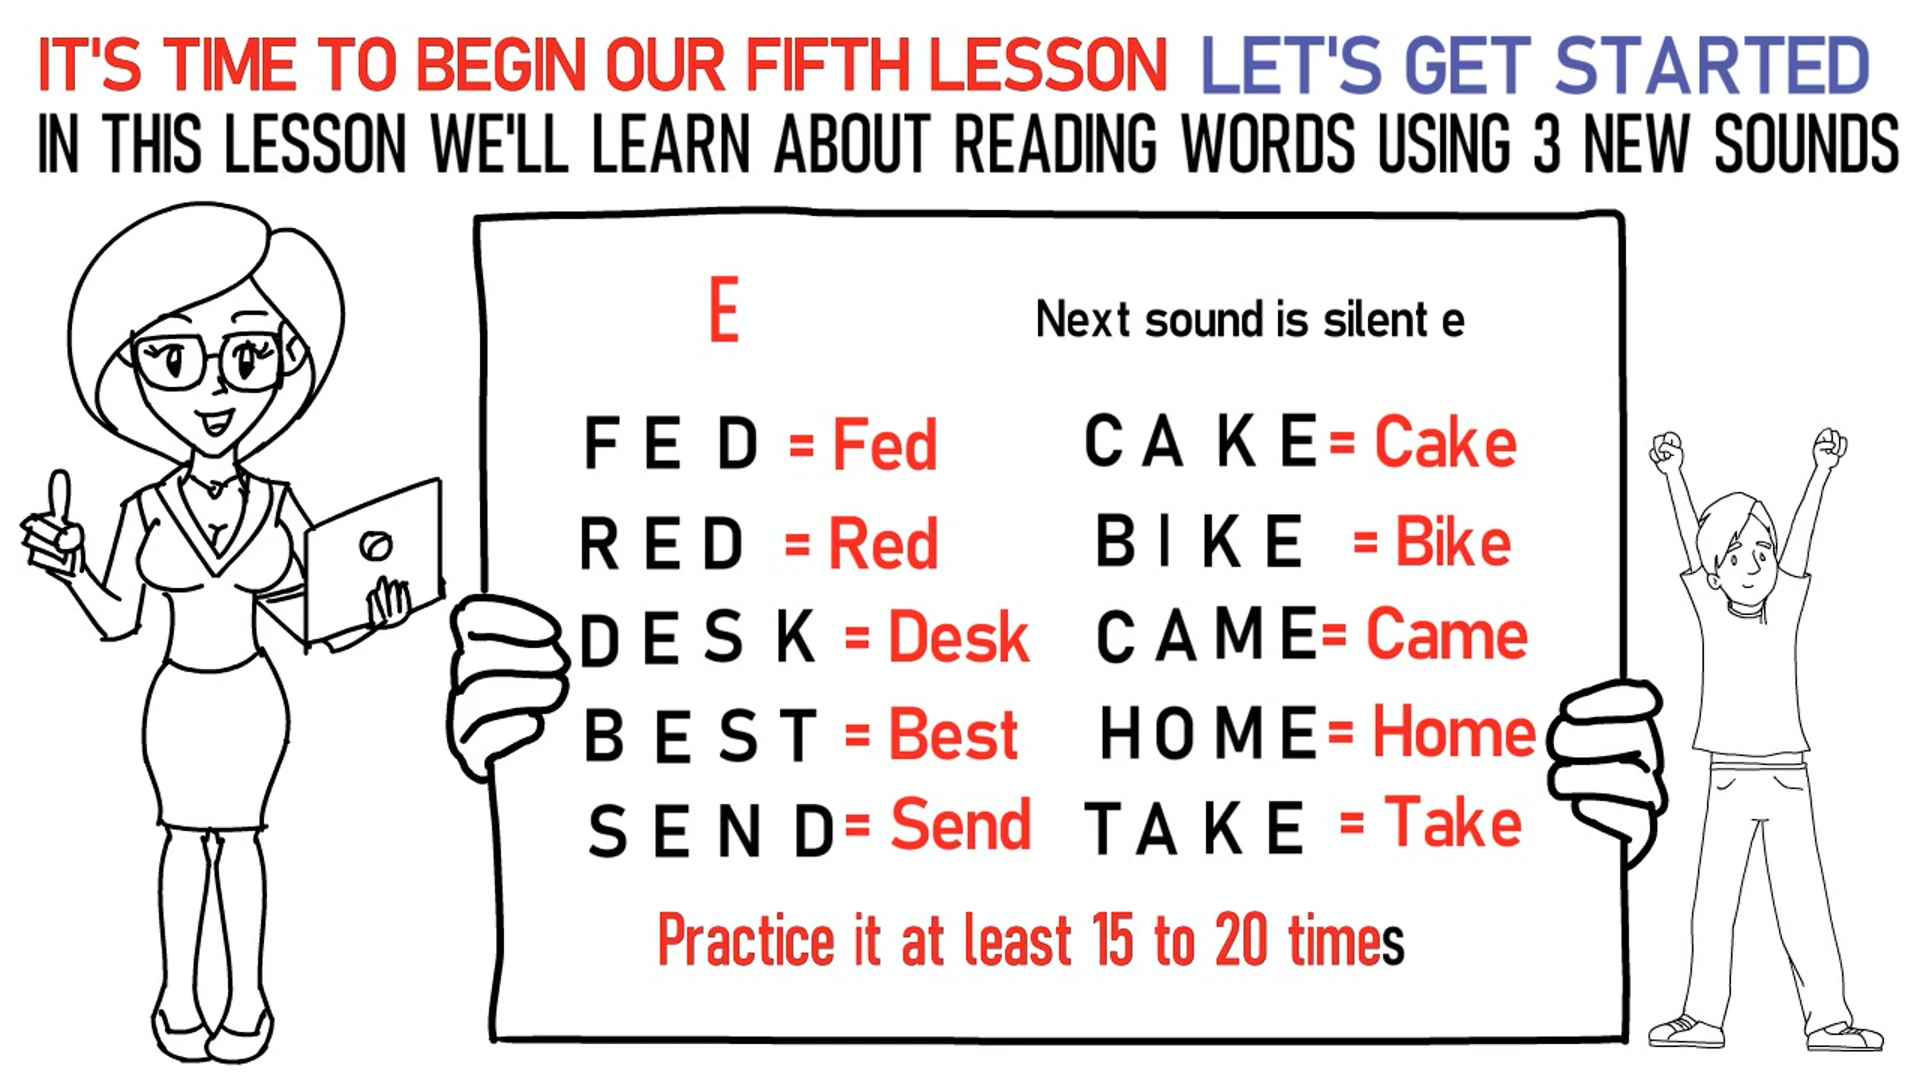 IT'S TIME TO BEGIN OUR FIFTH LESSON LET'S GET STARTED
IN THIS LESSON WE'LL LEARN ABOUT READING WORDS USING 3 NEW SOUNDS
E
F E D = Fed
R E D = Red
D E S K = Desk
B E S T = Best
S E N D = Send
Next sound is silent e
C A K E = Cake
B I K E = Bike
C A M E = Came
H O M E = Home
T A K E = Take
Practice it at least 15 to 20 times